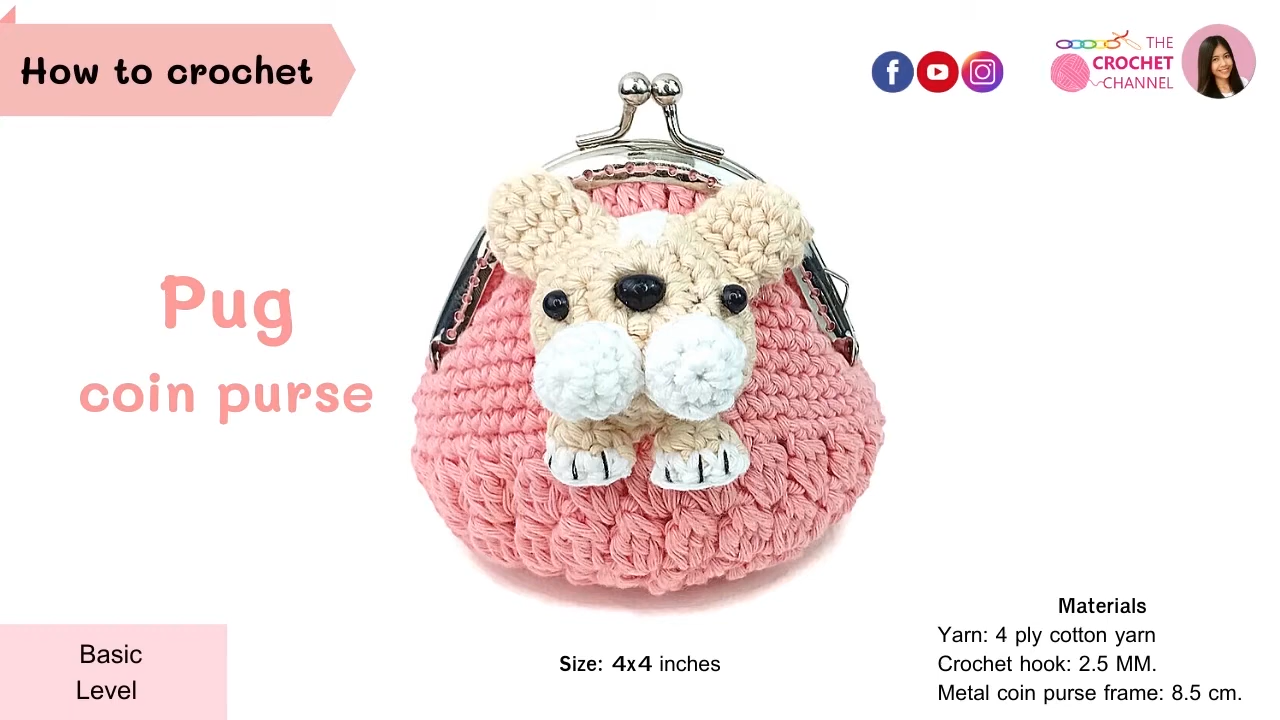 How to crochet
THE
CROCHET
CHANNEL
Pug
coin purse
Basic
Level
Size: 4x4 inches
Materials
Yarn: 4 ply cotton yarn
Crochet hook: 2.5 MM.
Metal coin purse frame: 8.5 cm.